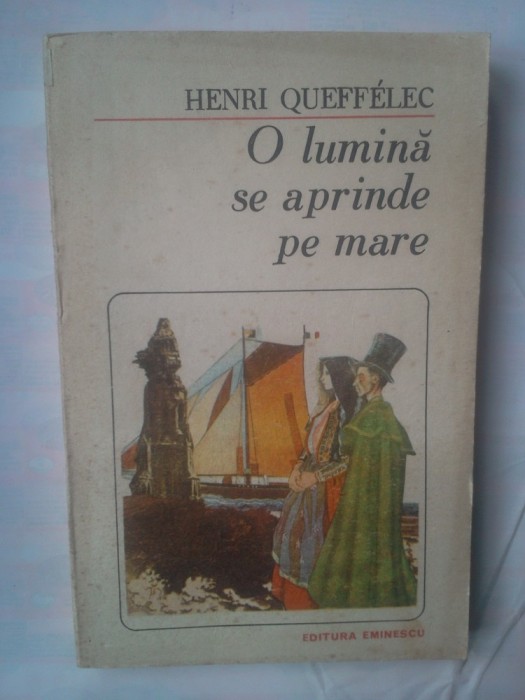 HENRI QUEFFÉLEC
O lumină
se aprinde
pe mare
EDITURA EMINESCU